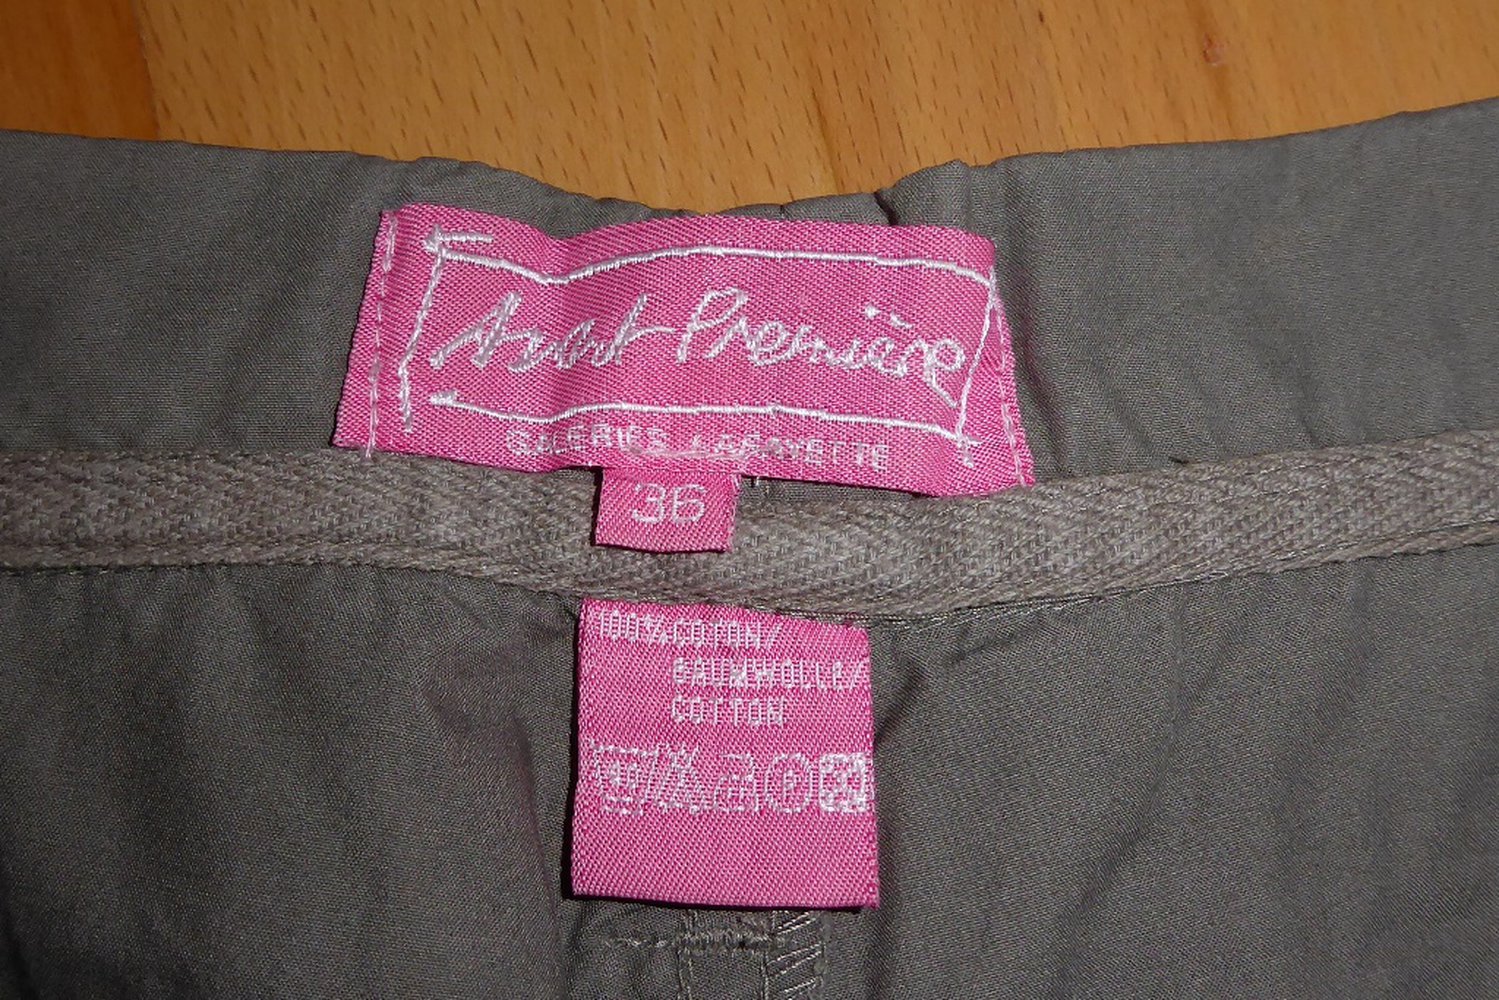 Avant Première
GALERIES LAFAYETTE
36
100% COTON/
BAUMWOLLE/
COTTON